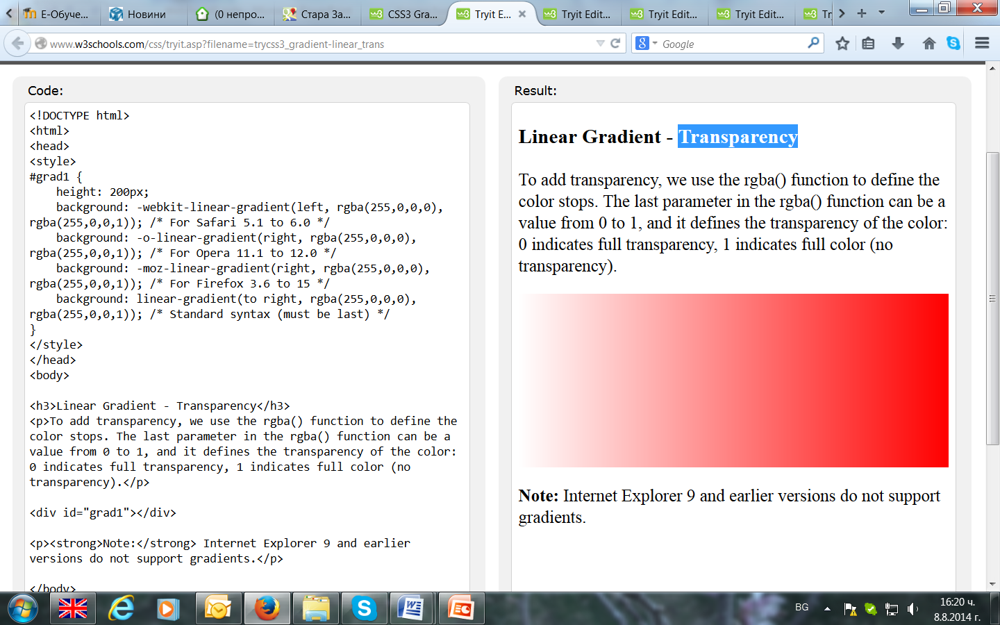 Е-Обуче...
Новини
(0 непро...
Стара За...
CSS3 Gra...
Tryit E...
Tryit Edit...
Tryit Edit...
Tryit Edit...
Tr
www.w3schools.com/css/tryit.asp?filename=trycss3_gradient-linear_trans
Google
Code:
<!DOCTYPE html>
<html>
<head>
<style>
#grad1 {
    height: 200px;
    background: -webkit-linear-gradient(left, rgba(255,0,0,0),
rgba(255,0,0,1)); /* For Safari 5.1 to 6.0 */
    background: -o-linear-gradient(right, rgba(255,0,0,0),
rgba(255,0,0,1)); /* For Opera 11.1 to 12.0 */
    background: -moz-linear-gradient(right, rgba(255,0,0,0),
rgba(255,0,0,1)); /* For Firefox 3.6 to 15 */
    background: linear-gradient(to right, rgba(255,0,0,0),
rgba(255,0,0,1)); /* Standard syntax (must be last) */
}
</style>
</head>
<body>
<h3>Linear Gradient - Transparency</h3>
<p>To add transparency, we use the rgba() function to define the
color stops. The last parameter in the rgba() function can be a
value from 0 to 1, and it defines the transparency of the color:
0 indicates full transparency, 1 indicates full color (no
transparency).</p>
<div id="grad1"></div>
<p><strong>Note:</strong> Internet Explorer 9 and earlier
versions do not support gradients.</p>
</body>
Result:
Linear Gradient - Transparency
To add transparency, we use the rgba() function to define the
color stops. The last parameter in the rgba() function can be a
value from 0 to 1, and it defines the transparency of the color:
0 indicates full transparency, 1 indicates full color (no
transparency).
Note: Internet Explorer 9 and earlier versions do not support
gradients.
BG
16:20 ч.
8.8.2014 г.